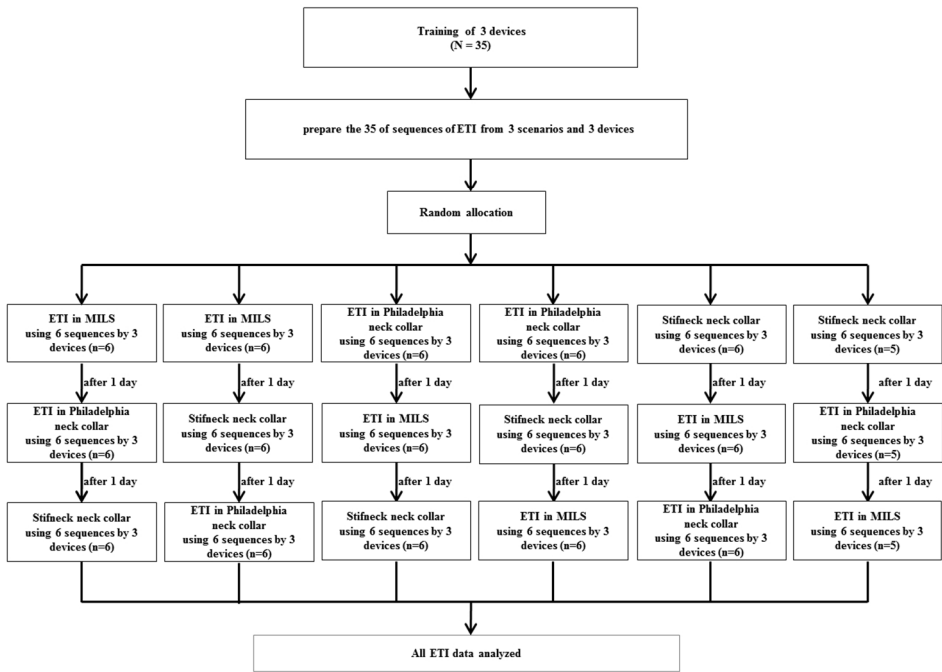 Training of 3 devices
(N = 35)
prepare the 35 of sequences of ETI from 3 scenarios and 3 devices
Random allocation
ETI in MILS
using 6 sequences by 3
devices (n=6)
ETI in MILS
using 6 sequences by 3
devices (n=6)
ETI in Philadelphia
neck collar
using 6 sequences by 3
devices (n=6)
ETI in Philadelphia
neck collar
using 6 sequences by 3
devices (n=6)
Stifneck neck collar
using 6 sequences by 3
devices (n=6)
Stifneck neck collar
using 6 sequences by 3
devices (n=5)
after 1 day
after 1 day
after 1 day
after 1 day
after 1 day
after 1 day
ETI in Philadelphia
neck collar
using 6 sequences by 3
devices (n=6)
Stifneck neck collar
using 6 sequences by 3
devices (n=6)
ETI in MILS
using 6 sequences by 3
devices (n=6)
Stifneck neck collar
using 6 sequences by 3
devices (n=6)
ETI in MILS
using 6 sequences by 3
devices (n=6)
ETI in Philadelphia
neck collar
using 6 sequences by 3
devices (n=5)
after 1 day
after 1 day
after 1 day
after 1 day
after 1 day
after 1 day
Stifneck neck collar
using 6 sequences by 3
devices (n=6)
ETI in Philadelphia
neck collar
using 6 sequences by 3
devices (n=6)
Stifneck neck collar
using 6 sequences by 3
devices (n=6)
ETI in MILS
using 6 sequences by 3
devices (n=6)
ETI in Philadelphia
neck collar
using 6 sequences by 3
devices (n=6)
ETI in MILS
using 6 sequences by 3
devices (n=5)
All ETI data analyzed